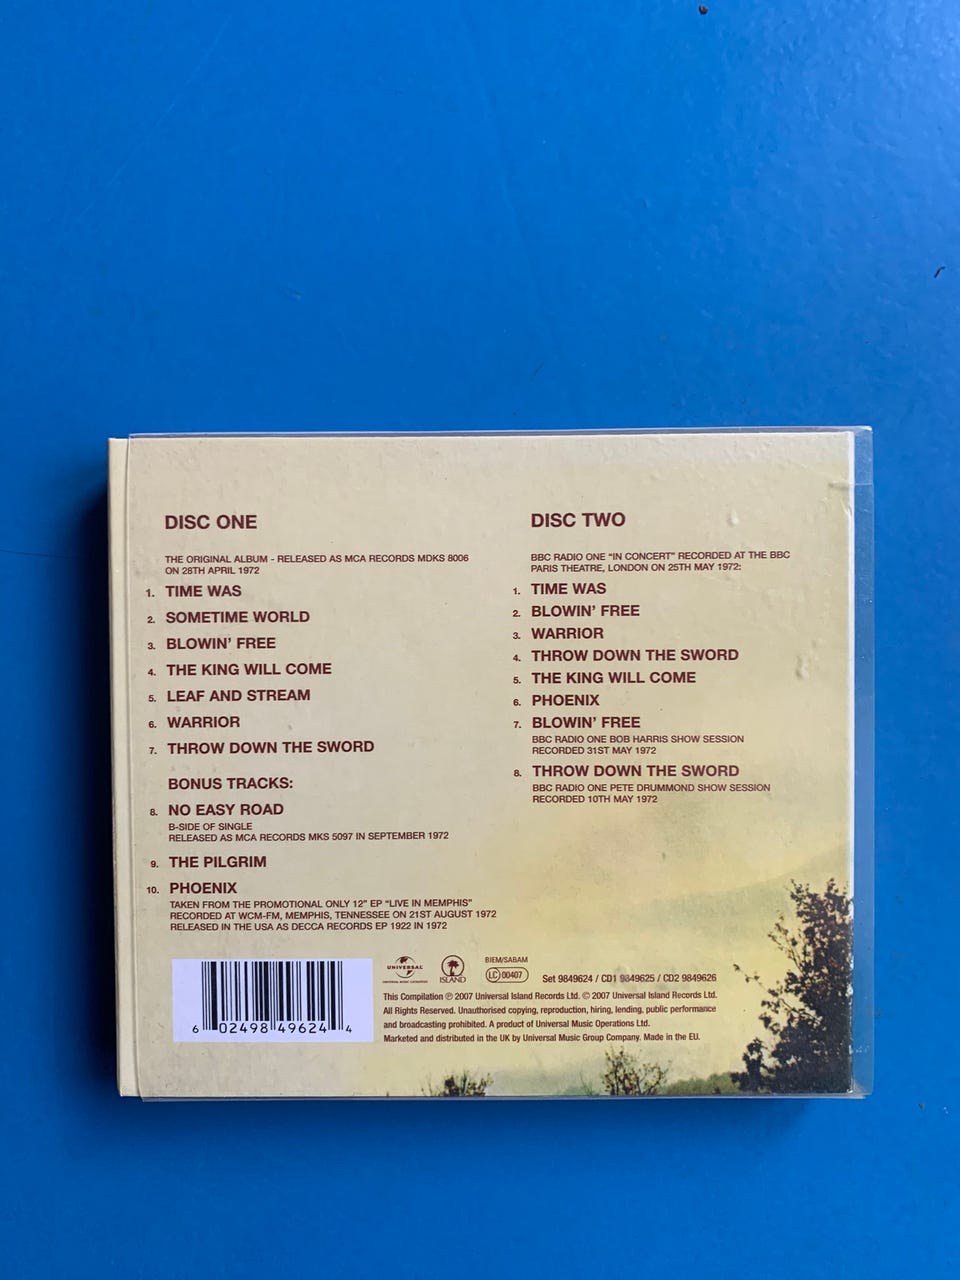 DISC ONE
THE ORIGINAL ALBUM - RELEASED AS MCA RECORDS MDKS 8006
ON 28TH APRIL 1972
1. TIME WAS
2. SOMETIME WORLD
3. BLOWIN' FREE
4. THE KING WILL COME
5. LEAF AND STREAM
6. WARRIOR
7. THROW DOWN THE SWORD
BONUS TRACKS:
8. NO EASY ROAD
B-SIDE OF SINGLE
RELEASED AS MCA RECORDS MKS 5097 IN SEPTEMBER 1972
9. THE PILGRIM
10. PHOENIX
TAKEN FROM THE PROMOTIONAL ONLY 12" EP "LIVE IN MEMPHIS"
RECORDED AT WCM-FM, MEMPHIS, TENNESSEE ON 21ST AUGUST 1972
RELEASED IN THE USA AS DECCA RECORDS EP 1922 IN 1972
DISC TWO
BBC RADIO ONE "IN CONCERT" RECORDED AT THE BBC
PARIS THEATRE, LONDON ON 25TH MAY 1972:
1. TIME WAS
2. BLOWIN' FREE
3. WARRIOR
4. THROW DOWN THE SWORD
5. THE KING WILL COME
6. PHOENIX
7. BLOWIN' FREE
BBC RADIO ONE BOB HARRIS SHOW SESSION
RECORDED 31ST MAY 1972
8. THROW DOWN THE SWORD
BBC RADIO ONE PETE DRUMMOND SHOW SESSION
RECORDED 10TH MAY 1972
6 02498 49624 4
UNIVERSAL
ISLAND
BIEM/SABAM
LC 00407
Set 9849624 / CD1 9849625 / CD2 9849626
This Compilation ℗ 2007 Universal Island Records Ltd. © 2007 Universal Island Records Ltd.
All Rights Reserved. Unauthorised copying, reproduction, hiring, lending, public performance
and broadcasting prohibited. A product of Universal Music Operations Ltd.
Marketed and distributed in the UK by Universal Music Group Company. Made in the EU.